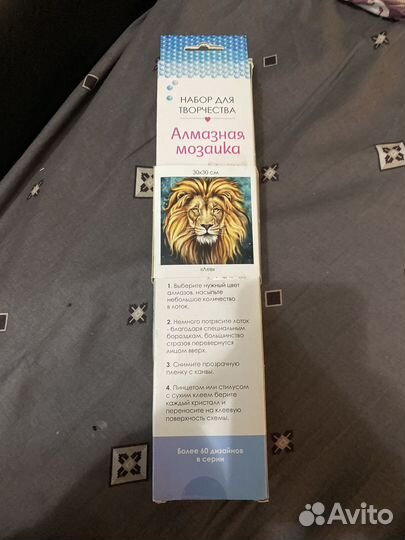 НАБОР ДЛЯ
ТВОРЧЕСТВА
Алмазная
мозаика
30x30 см
«Лев»
1. Выберите нужный цвет
алмазов, насыпьте
небольшое количество
в лоток.
2. Немного потрясите лоток
- благодаря специальным
бороздкам, большинство
стразов перевернутся
лицом вверх.
3. Снимите прозрачную
пленку с канвы.
4. Пинцетом или стилусом
с сухим клеем берите
каждый кристалл и
переносите на клеевую
поверхность схемы.
Более 60 дизайнов
в серии
Avito